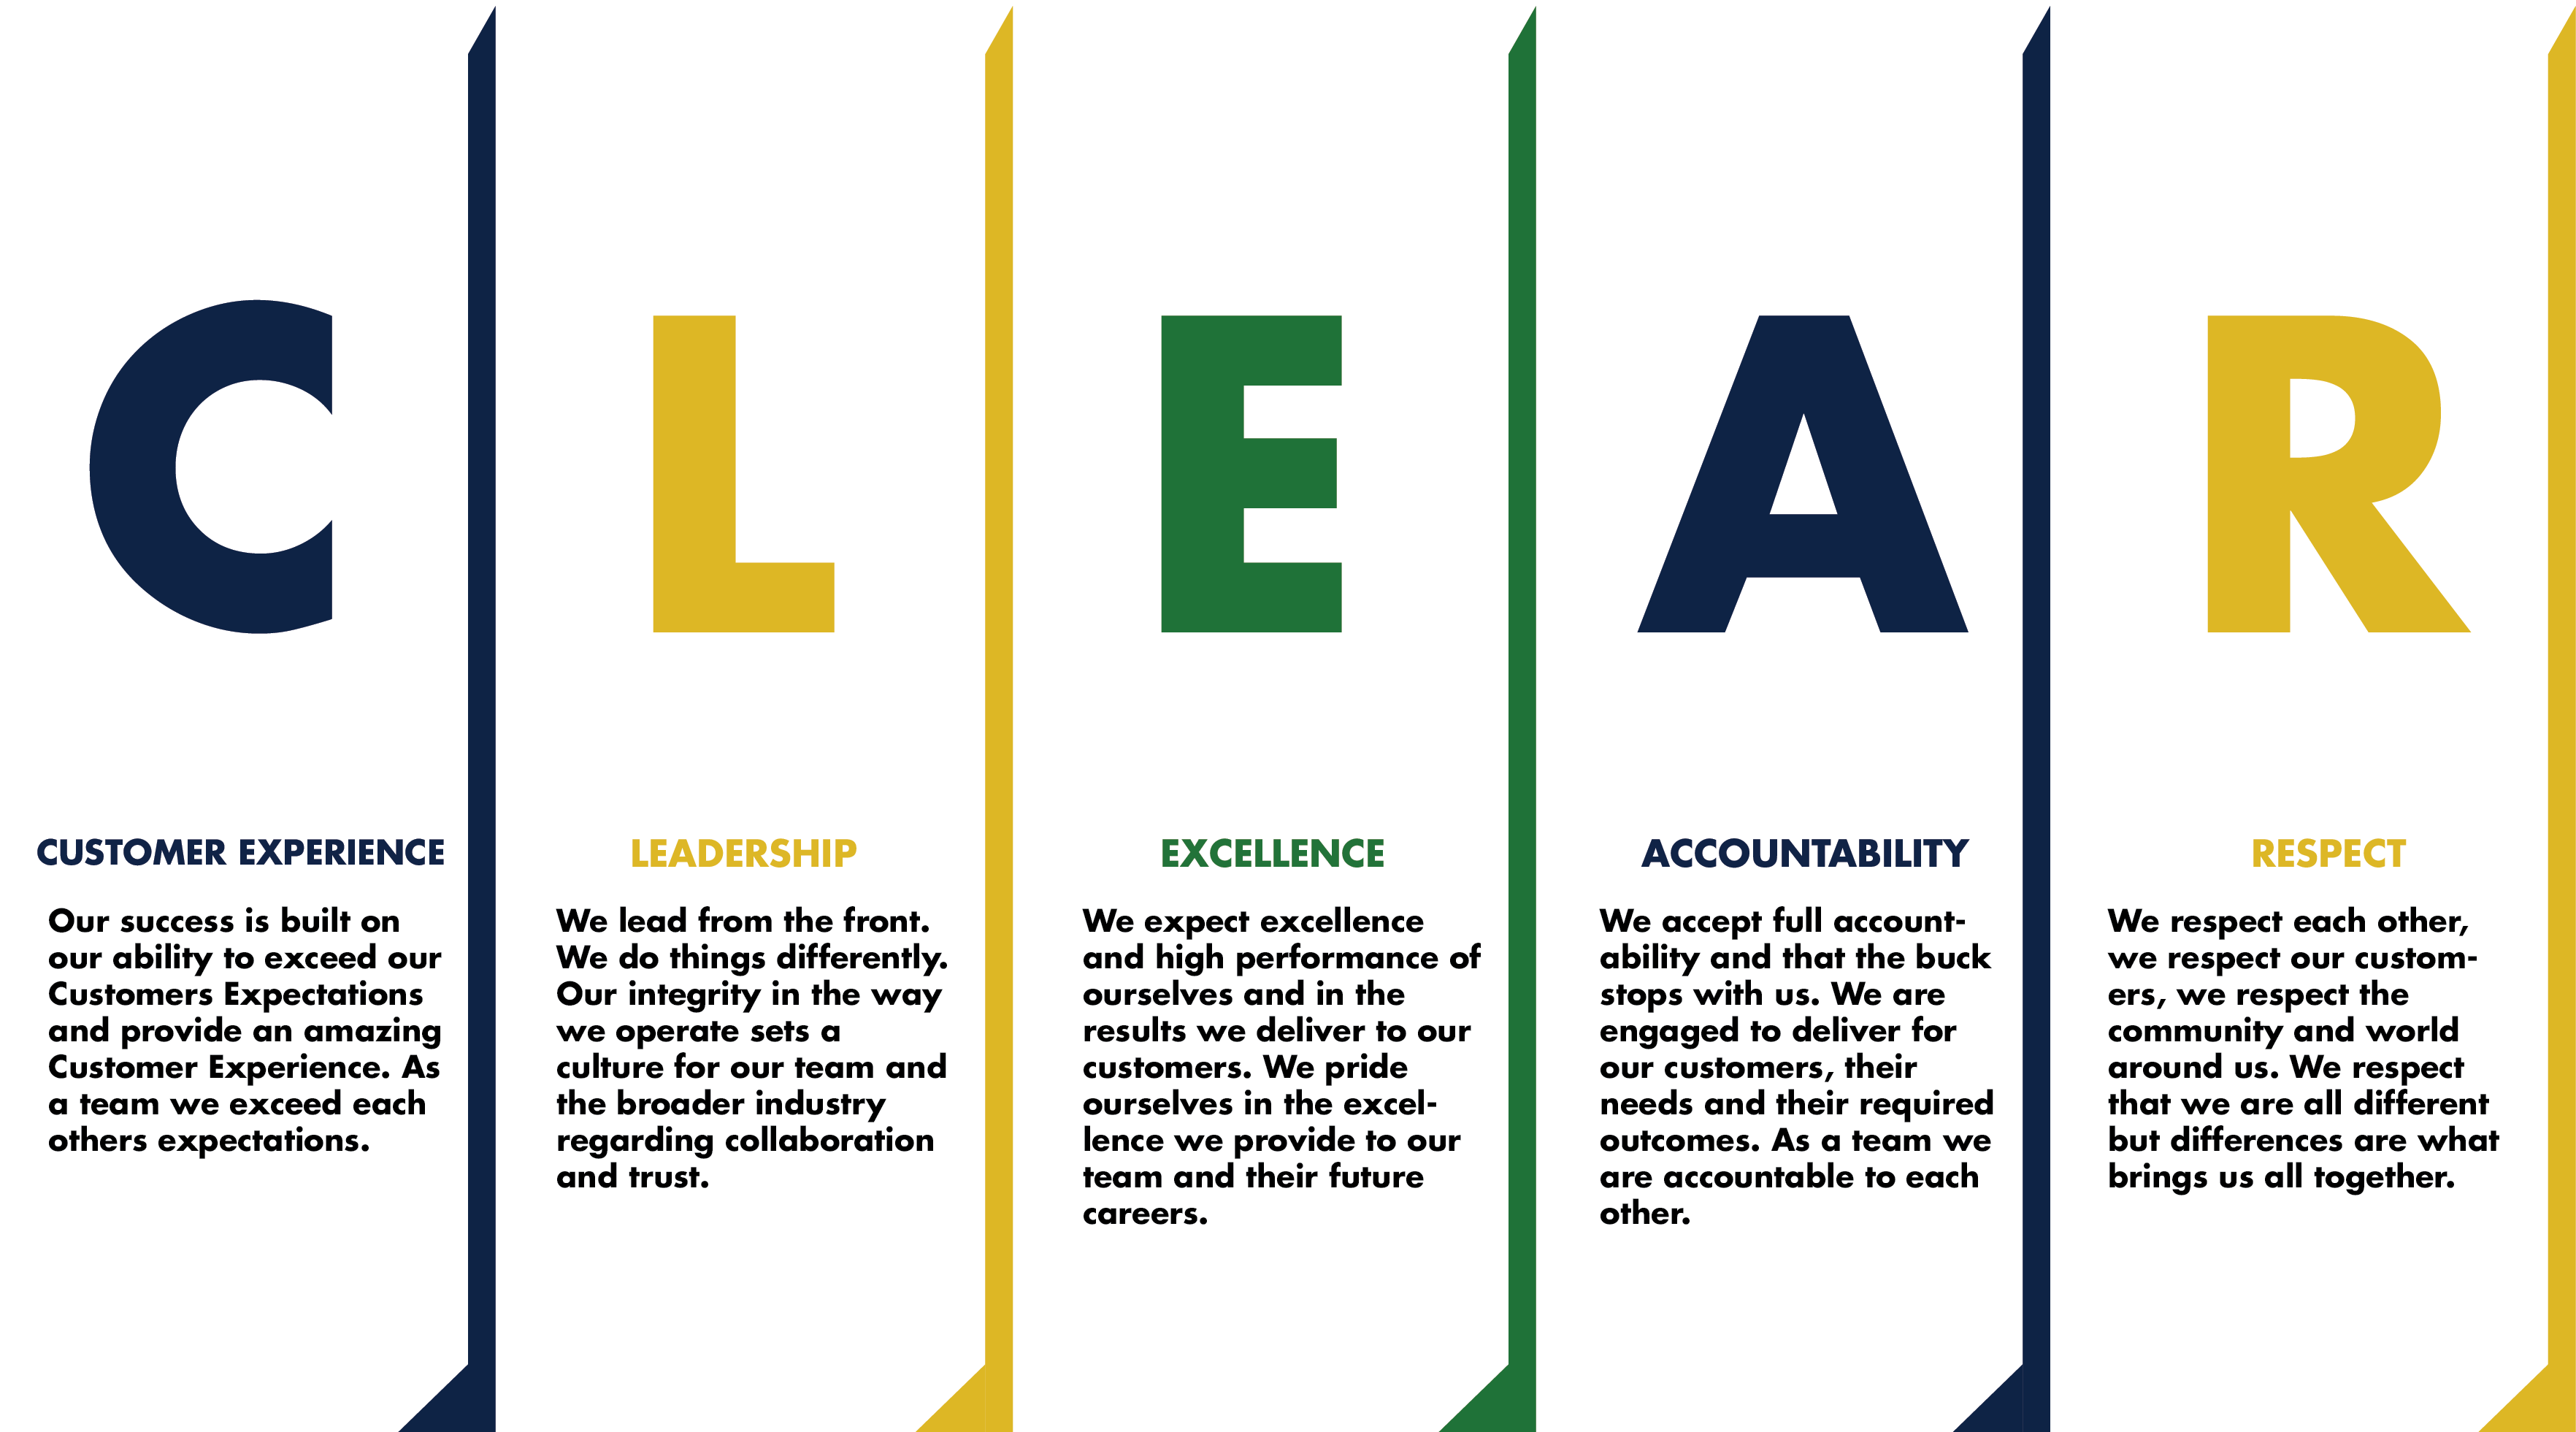 C
L
E
A
R
CUSTOMER EXPERIENCE
Our success is built on
our ability to exceed our
Customers Expectations
and provide an amazing
Customer Experience. As
a team we exceed each
others expectations.
LEADERSHIP
We lead from the front.
We do things differently.
Our integrity in the way
we operate sets a
culture for our team and
the broader industry
regarding collaboration
and trust.
EXCELLENCE
We expect excellence
and high performance of
ourselves and in the
results we deliver to our
customers. We pride
ourselves in the excel-
lence we provide to our
team and their future
careers.
ACCOUNTABILITY
We accept full account-
ability and that the buck
stops with us. We are
engaged to deliver for
our customers, their
needs and their required
outcomes. As a team we
are accountable to each
other.
RESPECT
We respect each other,
we respect our custom-
ers, we respect the
community and world
around us. We respect
that we are all different
but differences are what
brings us all together.